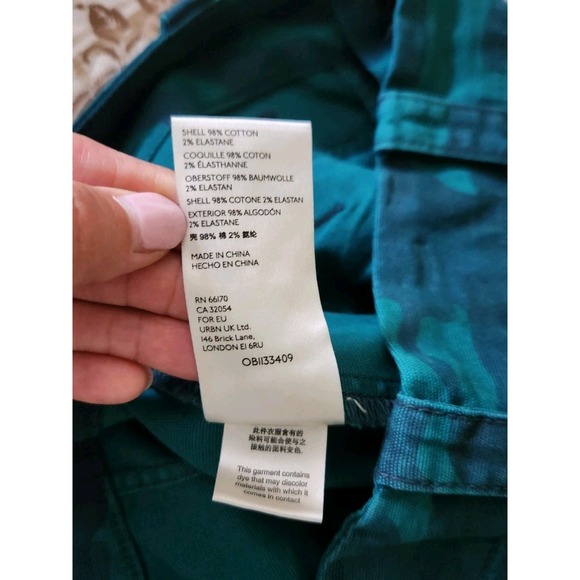 SHELL 98% COTTON
2% ELASTANE
COQUILLE 98% COTON
2% ÉLASTHANNE
OBERSTOFF 98% BAUMWOLLE
2% ELASTAN
SHELL 98% COTONE 2% ELASTAN
EXTERIOR 98% ALGODÓN
2% ELASTANE
壳 98% 棉 2% 氨纶
MADE IN CHINA
HECHO EN CHINA
RN 66170
CA 32054
FOR EU
URBN UK Ltd.
146 Brick Lane,
LONDON E1 6RU
OB1133409
此件衣服含有的
染料可能会使与之
接触的面料变色.
This garment contains
dye that may discolor
materials with which it
comes in contact